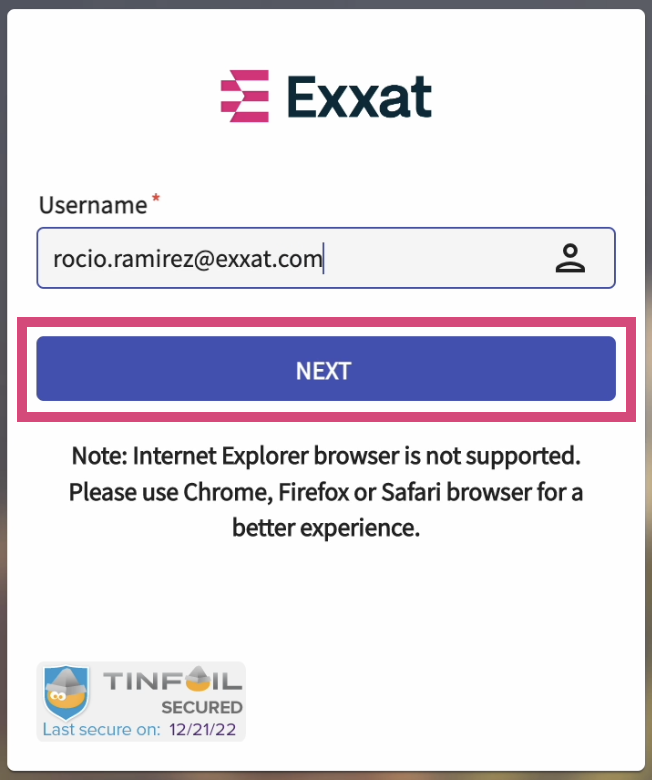 Exxat
Username *
rocio.ramirez@exxat.com
NEXT
Note: Internet Explorer browser is not supported.
Please use Chrome, Firefox or Safari browser for a
better experience.
TINFOIL
SECURED
Last secure on: 12/21/22